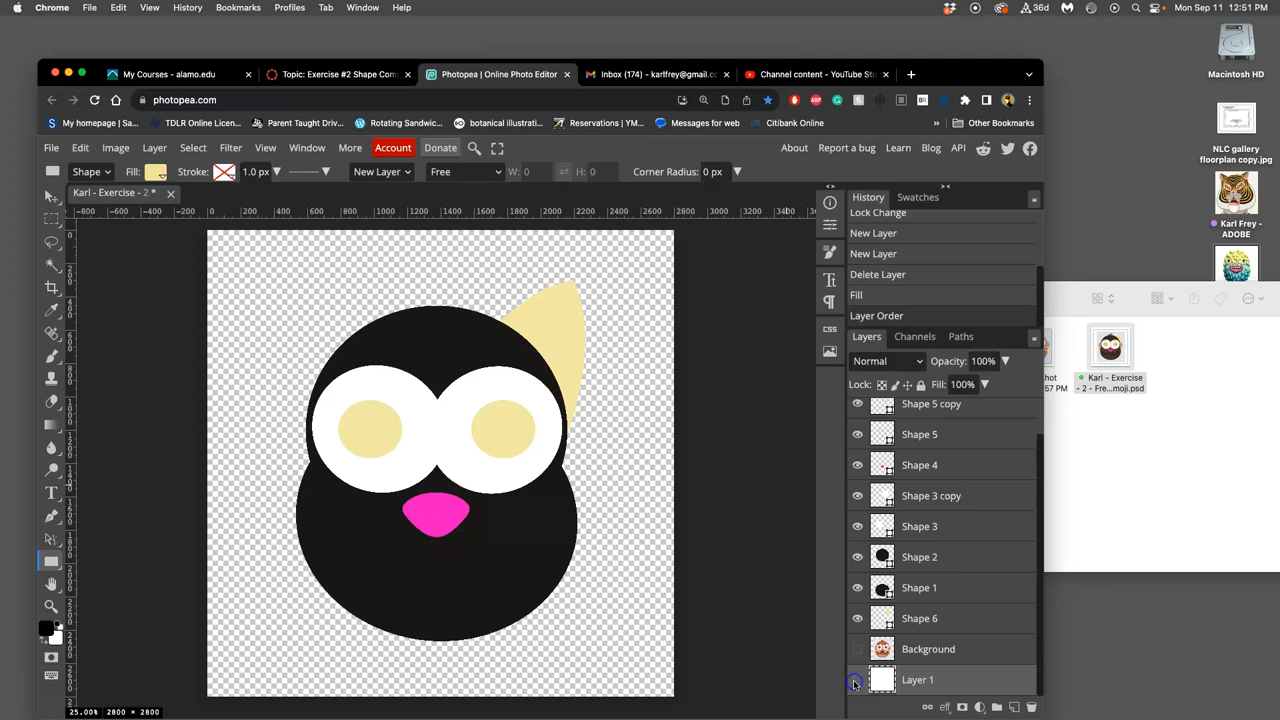 Chrome File Edit View History Bookmarks Profiles Tab Window Help 36d Mon Sep 11 12:51 PM
Macintosh HD
My Courses - alamo.edu Topic: Exercise #2 Shape Com Photopea | Online Photo Editor Inbox (174) - karlfrey@gmail.c Channel content - YouTube Stu
photopea.com
My homepage | Sa... TDLR Online Licen... Parent Taught Driv... Rotating Sandwic... botanical illustr... Reservations | YM... Messages for web Citibank Online » Other Bookmarks
File Edit Image Layer Select Filter View Window More Account Donate About Report a bug Learn Blog API
Shape Fill: Stroke: 1.0 px New Layer Free W: 0 H: 0 Corner Radius: 0 px
Karl - Exercise - 2 *
-800 -600 -400 -200 0 200 400 600 800 1000 1200 1400 1600 1800 2000 2200 2400 2600 2800 3000 3200 3400
History Swatches
Lock Change
New Layer
New Layer
Delete Layer
Fill
Layer Order
Layers Channels Paths
Normal Opacity: 100%
Lock: Fill: 100%
Shape 5 copy
Shape 5
Shape 4
Shape 3 copy
Shape 3
Shape 2
Shape 1
Shape 6
Background
Layer 1
CSS
eff
25.00% 2800 × 2800
NLC gallery
floorplan copy.jpg
Karl Frey -
ADOBE
Karl - Exercise
- 2 - Fre...moji.psd